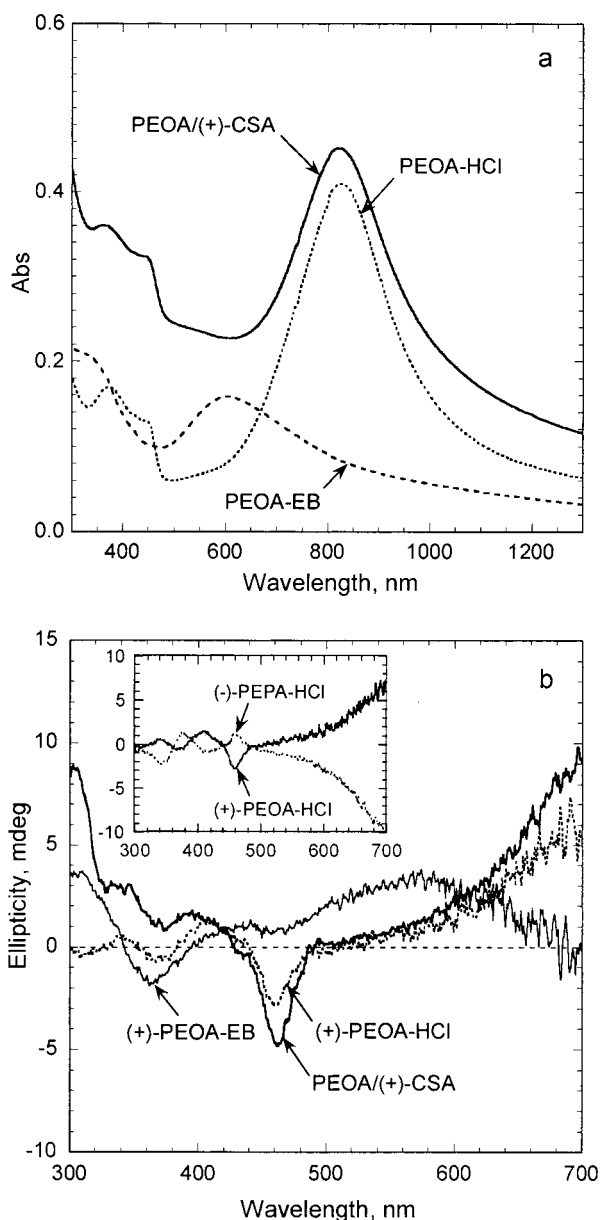 a
0.6
0.4
0.2
0.0
Abs
PEOA/(+)-CSA
PEOA-HCl
PEOA-EB
400
600
800
1000
1200
Wavelength, nm
b
15
10
5
0
-5
-10
Ellipticity, mdeg
10
5
0
-5
-10
(-)-PEPA-HCl
(+)-PEOA-HCl
300
400
500
600
700
(+)-PEOA-EB
(+)-PEOA-HCl
PEOA/(+)-CSA
300
400
500
600
700
Wavelength, nm